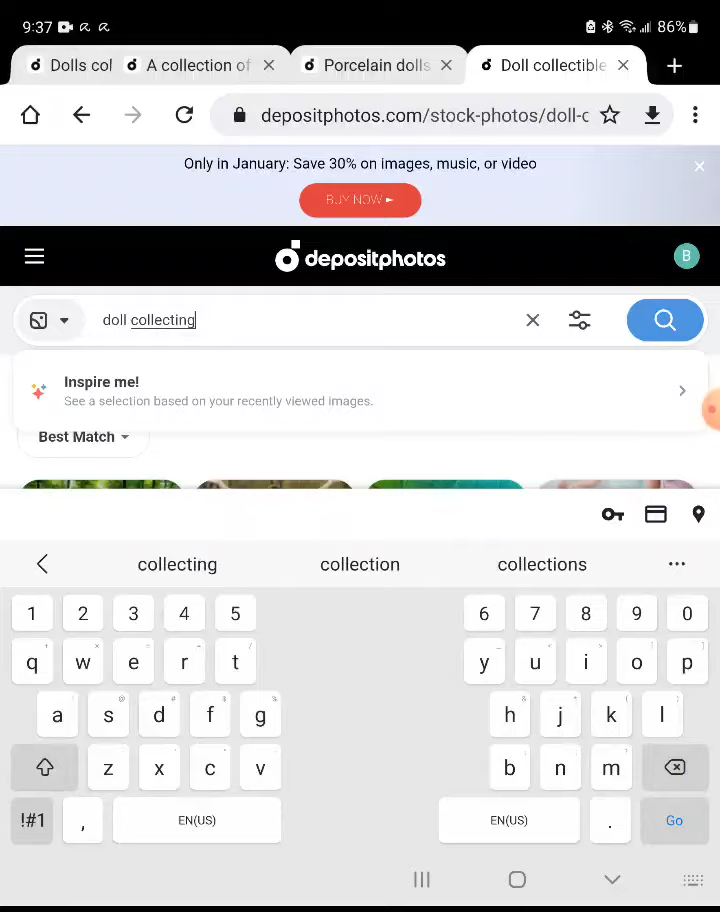 9:37 86%
Dolls col A collection of Porcelain dolls Doll collectible
depositphotos.com/stock-photos/doll-c
Only in January: Save 30% on images, music, or video
BUY NOW ►
depositphotos B
doll collecting
Inspire me!
See a selection based on your recently viewed images.
Best Match
collecting collection collections ...
1 2 3 4 5 6 7 8 9 0
q w e r t y u i o p
a s d f g h j k l
z x c v b n m
!#1 , EN(US) EN(US) . Go